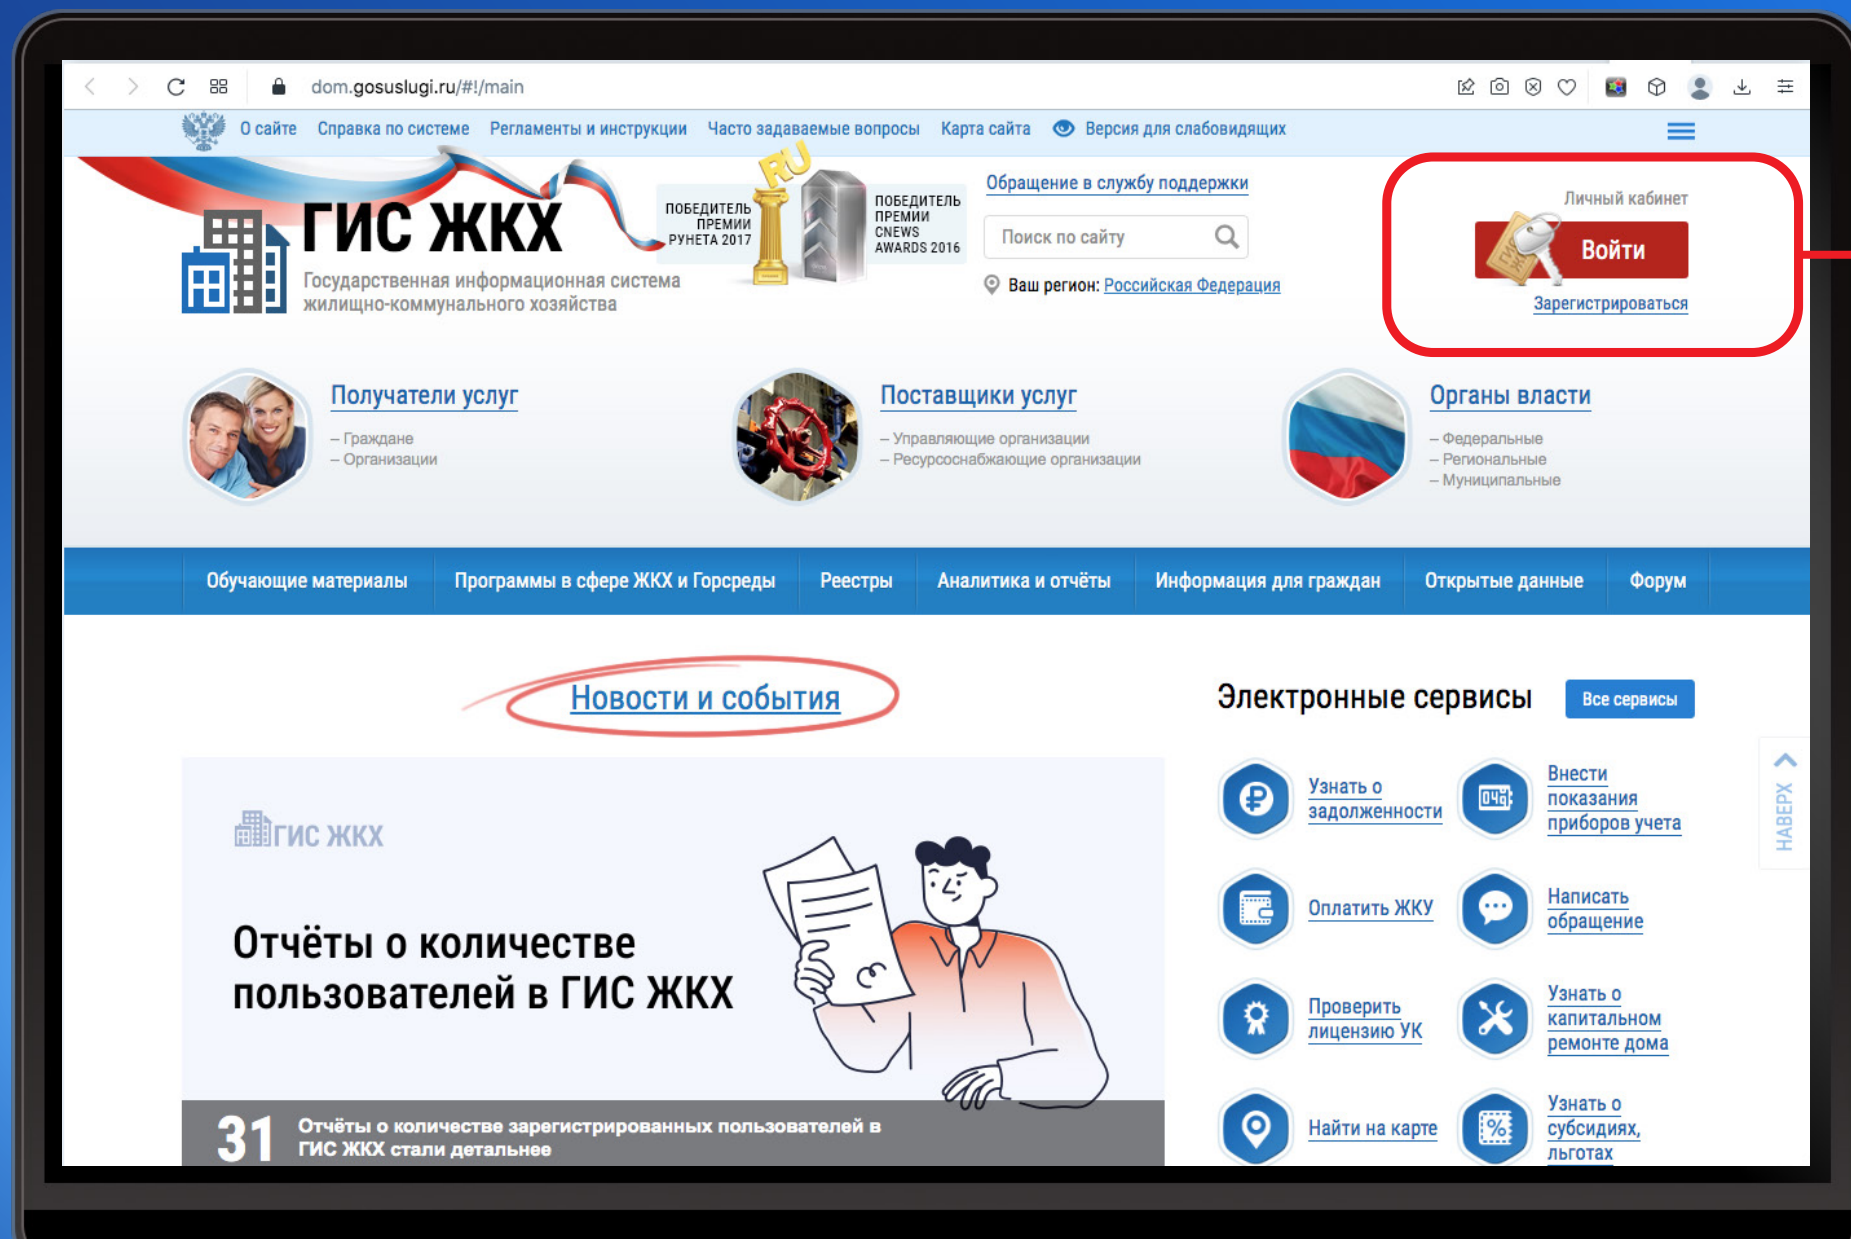 dom.gosuslugi.ru/#!/main
О сайте Справка по системе Регламенты и инструкции Часто задаваемые вопросы Карта сайта Версия для слабовидящих
ГИС ЖКХ
Государственная информационная система
жилищно-коммунального хозяйства
ПОБЕДИТЕЛЬ
ПРЕМИИ
РУНЕТА 2017
RU
ПОБЕДИТЕЛЬ
ПРЕМИИ
CNEWS
AWARDS 2016
Обращение в службу поддержки
Поиск по сайту
Ваш регион: Российская Федерация
Личный кабинет
ГИС
ЖКХ
Войти
Зарегистрироваться
Получатели услуг
– Граждане
– Организации
Поставщики услуг
– Управляющие организации
– Ресурсоснабжающие организации
Органы власти
– Федеральные
– Региональные
– Муниципальные
Обучающие материалы Программы в сфере ЖКХ и Горсреды Реестры Аналитика и отчёты Информация для граждан Открытые данные Форум
Новости и события
ГИС ЖКХ
Отчёты о количестве
пользователей в ГИС ЖКХ
31
Отчёты о количестве зарегистрированных пользователей в
ГИС ЖКХ стали детальнее
Электронные сервисы
Все сервисы
Узнать о
задолженности
Внести
показания
приборов учета
Оплатить ЖКУ
Написать
обращение
Проверить
лицензию УК
Узнать о
капитальном
ремонте дома
Найти на карте
Узнать о
субсидиях,
льготах
НАВЕРХ